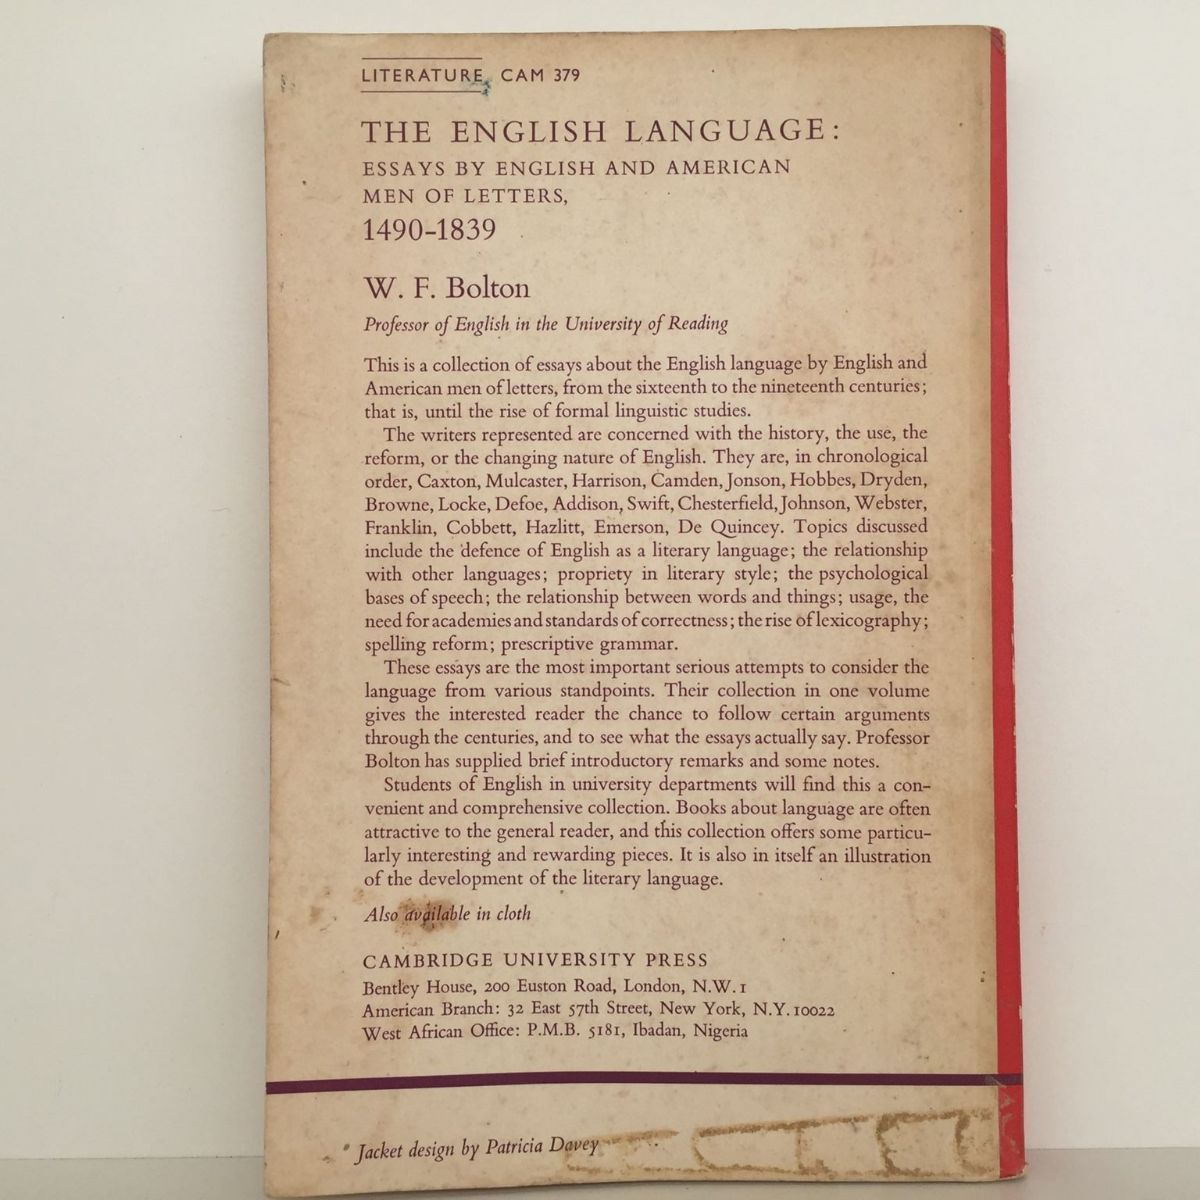 LITERATURE, CAM 379
THE ENGLISH LANGUAGE:
ESSAYS BY ENGLISH AND AMERICAN
MEN OF LETTERS,
1490–1839
W. F. Bolton
Professor of English in the University of Reading
This is a collection of essays about the English language by English and
American men of letters, from the sixteenth to the nineteenth centuries;
that is, until the rise of formal linguistic studies.
The writers represented are concerned with the history, the use, the
reform, or the changing nature of English. They are, in chronological
order, Caxton, Mulcaster, Harrison, Camden, Jonson, Hobbes, Dryden,
Browne, Locke, Defoe, Addison, Swift, Chesterfield, Johnson, Webster,
Franklin, Cobbett, Hazlitt, Emerson, De Quincey. Topics discussed
include the defence of English as a literary language; the relationship
with other languages; propriety in literary style; the psychological
bases of speech; the relationship between words and things; usage, the
need for academies and standards of correctness; the rise of lexicography;
spelling reform; prescriptive grammar.
These essays are the most important serious attempts to consider the
language from various standpoints. Their collection in one volume
gives the interested reader the chance to follow certain arguments
through the centuries, and to see what the essays actually say. Professor
Bolton has supplied brief introductory remarks and some notes.
Students of English in university departments will find this a con-
venient and comprehensive collection. Books about language are often
attractive to the general reader, and this collection offers some particu-
larly interesting and rewarding pieces. It is also in itself an illustration
of the development of the literary language.
Also available in cloth
CAMBRIDGE UNIVERSITY PRESS
Bentley House, 200 Euston Road, London, N.W. 1
American Branch: 32 East 57th Street, New York, N.Y. 10022
West African Office: P.M.B. 5181, Ibadan, Nigeria
Jacket design by Patricia Davey